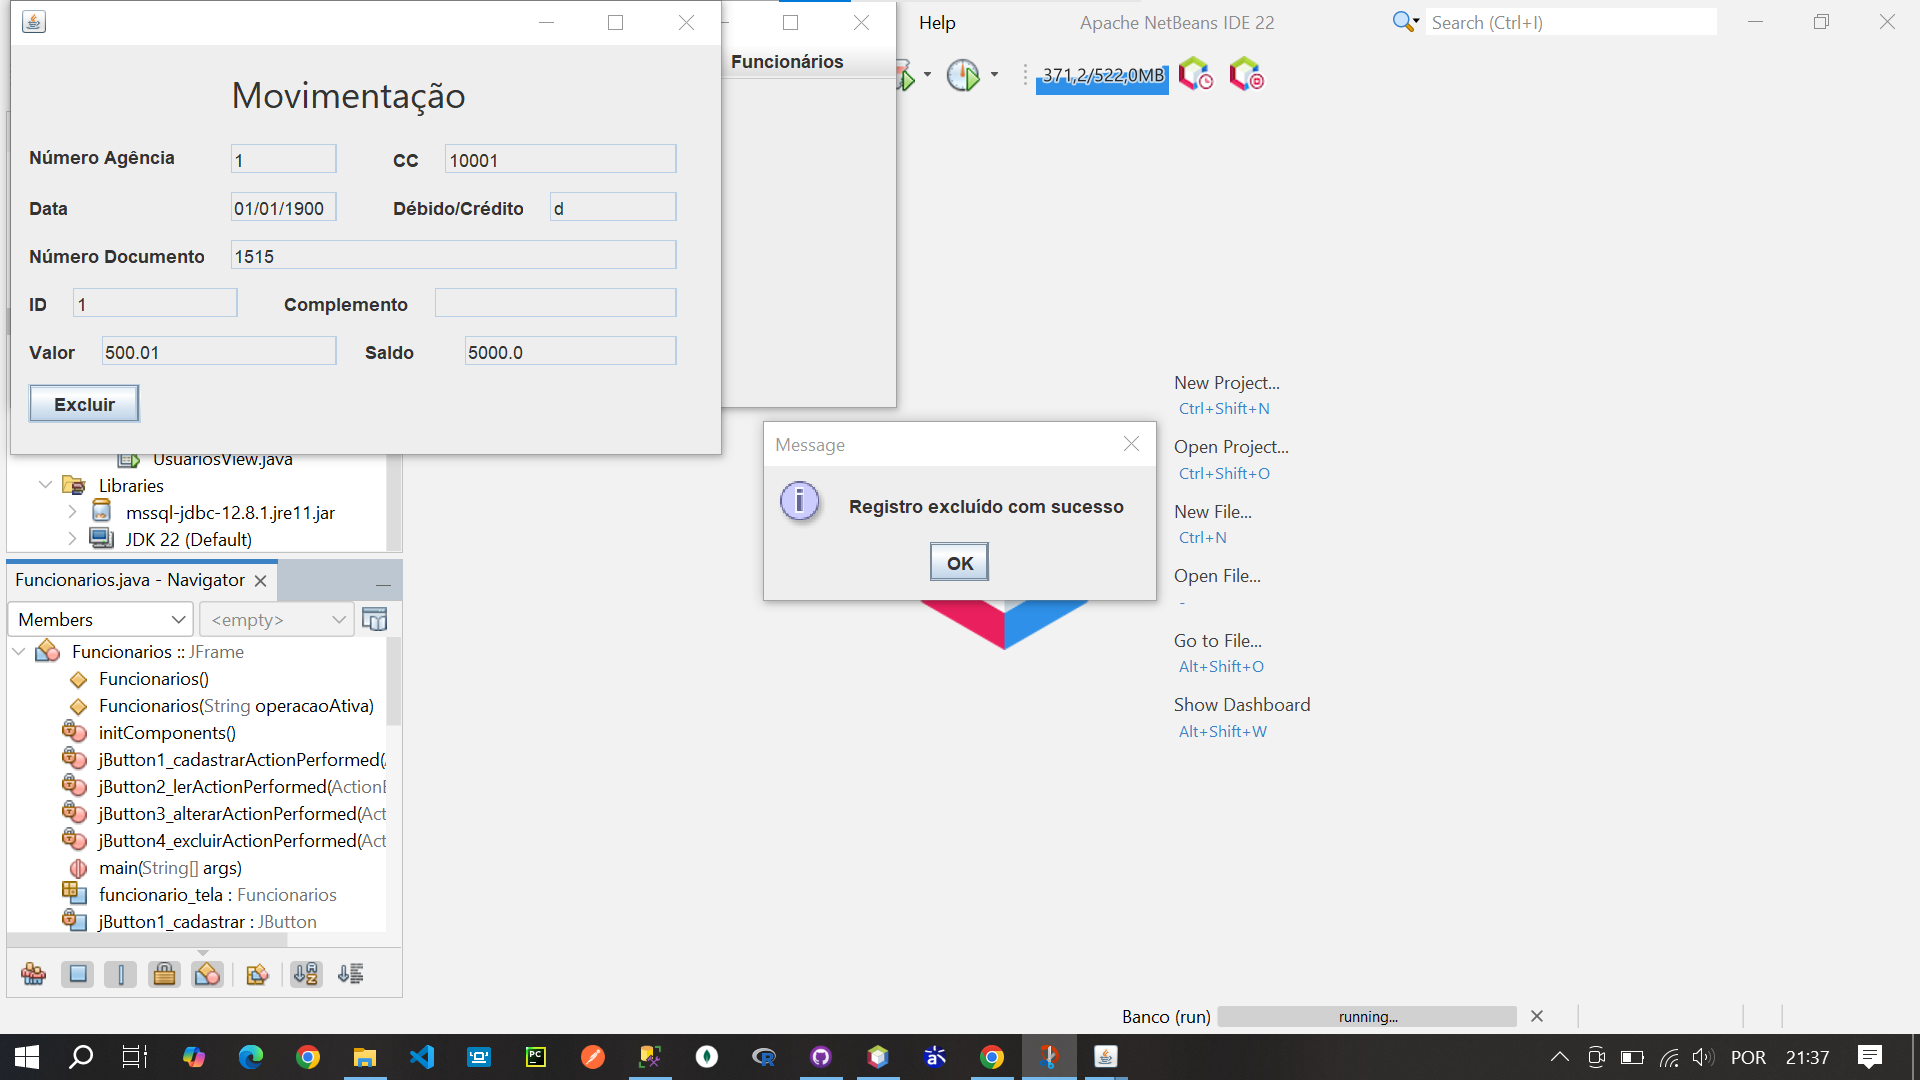 Movimentação
Número Agência
1
CC
10001
Data
01/01/1900
Débido/Crédito
d
Número Documento
1515
ID
1
Complemento
Valor
500.01
Saldo
5000.0
Excluir
Funcionários
Help
Apache NetBeans IDE 22
Search (Ctrl+I)
371,2/522,0MB
UsuariosView.java
Libraries
mssql-jdbc-12.8.1.jre11.jar
JDK 22 (Default)
Message
Registro excluído com sucesso
OK
New Project...
Ctrl+Shift+N
Open Project...
Ctrl+Shift+O
New File...
Ctrl+N
Open File...
-
Go to File...
Alt+Shift+O
Show Dashboard
Alt+Shift+W
Funcionarios.java - Navigator
Members
<empty>
Funcionarios :: JFrame
Funcionarios()
Funcionarios(String operacaoAtiva)
initComponents()
jButton1_cadastrarActionPerformed(
jButton2_lerActionPerformed(ActionE
jButton3_alterarActionPerformed(Act
jButton4_excluirActionPerformed(Act
main(String[] args)
funcionario_tela : Funcionarios
jButton1_cadastrar : JButton
Banco (run)
running...
POR
21:37